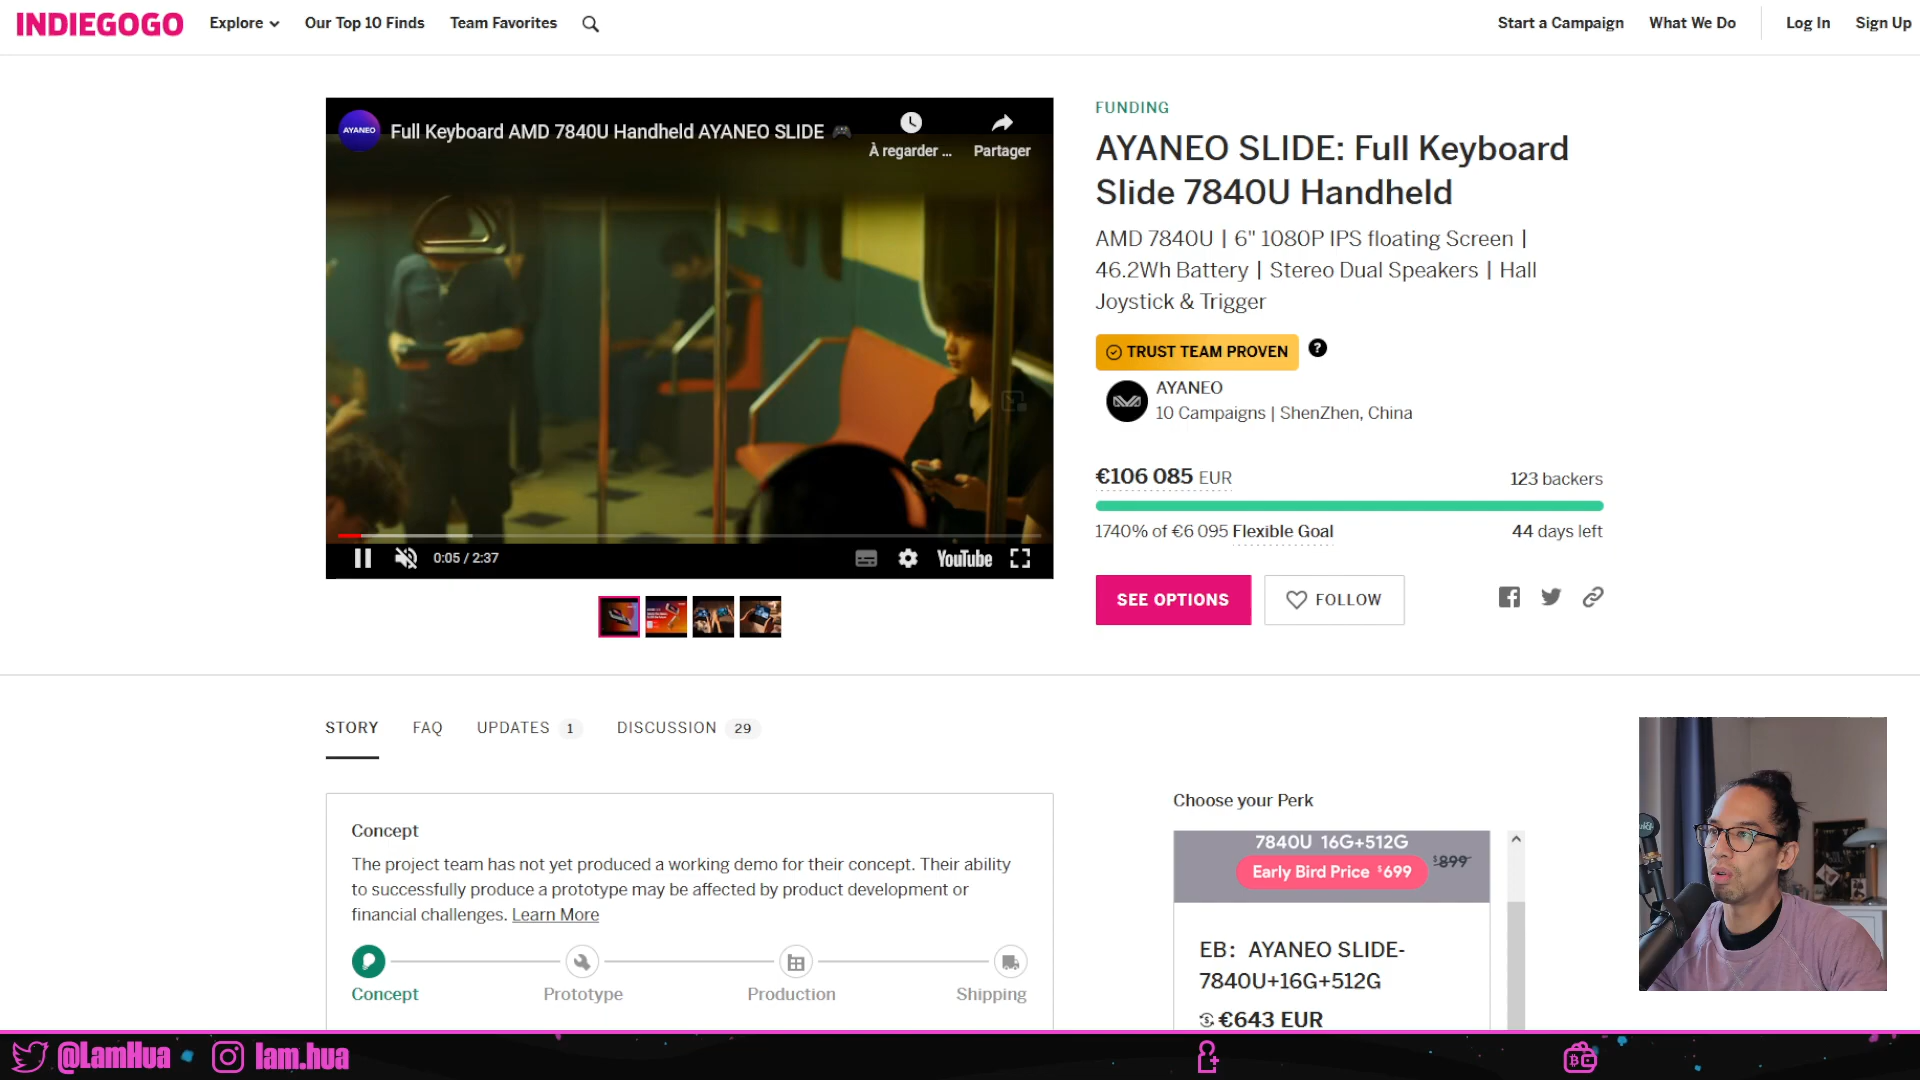 INDIEGOGO
Explore
Our Top 10 Finds
Team Favorites
Start a Campaign
What We Do
Log In
Sign Up
AYANEO
Full Keyboard AMD 7840U Handheld AYANEO SLIDE
À regarder ...
Partager
0:05 / 2:37
YouTube
FUNDING
AYANEO SLIDE: Full Keyboard
Slide 7840U Handheld
AMD 7840U | 6" 1080P IPS floating Screen |
46.2Wh Battery | Stereo Dual Speakers | Hall
Joystick & Trigger
TRUST TEAM PROVEN
?
AYANEO
10 Campaigns | ShenZhen, China
€106 085 EUR
123 backers
1740% of €6 095 Flexible Goal
44 days left
SEE OPTIONS
FOLLOW
STORY
FAQ
UPDATES 1
DISCUSSION 29
Concept
The project team has not yet produced a working demo for their concept. Their ability
to successfully produce a prototype may be affected by product development or
financial challenges. Learn More
Concept
Prototype
Production
Shipping
Choose your Perk
7840U 16G+512G
Early Bird Price $699
$899
EB: AYANEO SLIDE-
7840U+16G+512G
€643 EUR
@LamHua
lam.hua